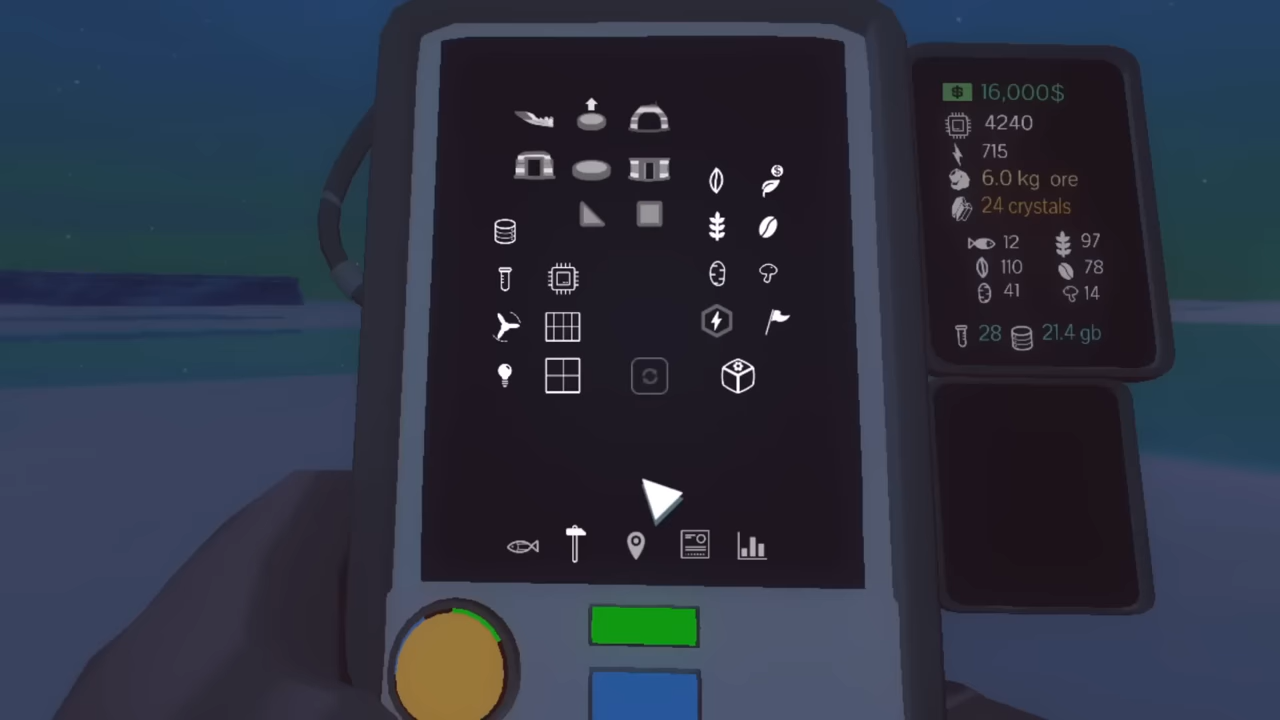 16,000$
4240
715
6.0 kg ore
24 crystals
12 97
110 78
41 14
28 21.4 gb